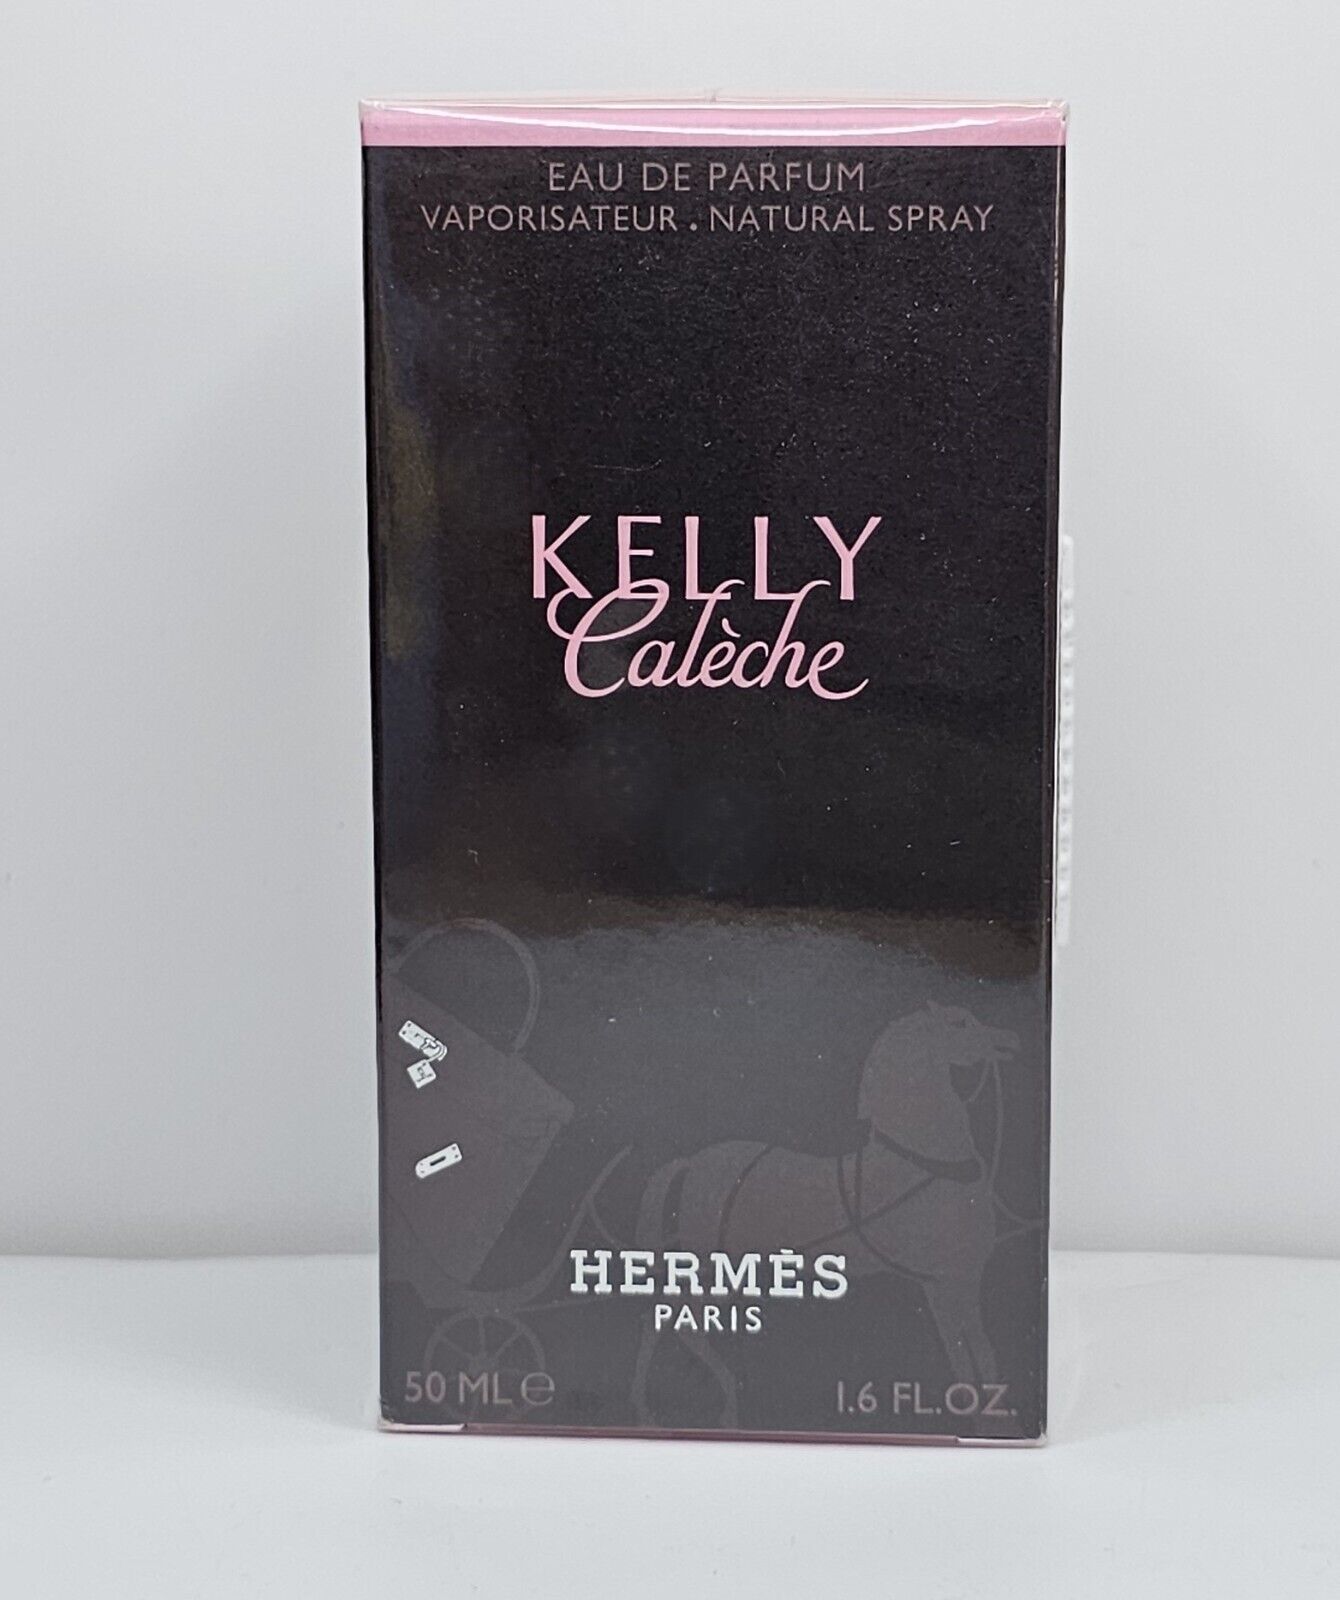 EAU DE PARFUM
VAPORISATEUR . NATURAL SPRAY
KELLY
Calèche
HERMÈS
PARIS
50 ML ℮
1.6 FL.OZ.